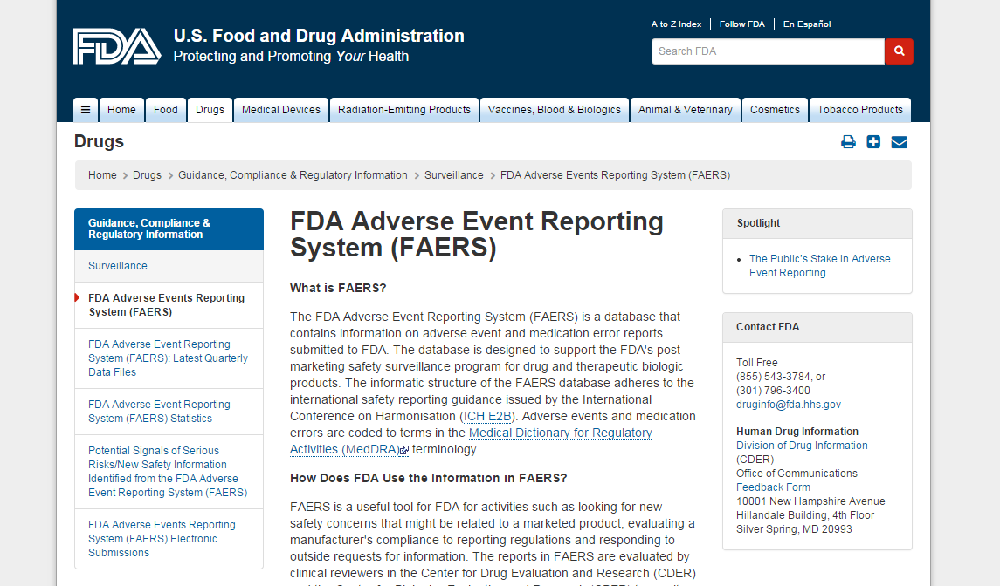 A to Z Index | Follow FDA | En Español
FDA
U.S. Food and Drug Administration
Protecting and Promoting Your Health
Search FDA
Home Food Drugs Medical Devices Radiation-Emitting Products Vaccines, Blood & Biologics Animal & Veterinary Cosmetics Tobacco Products
Drugs
Home > Drugs > Guidance, Compliance & Regulatory Information > Surveillance > FDA Adverse Events Reporting System (FAERS)
Guidance, Compliance &
Regulatory Information
Surveillance
FDA Adverse Events Reporting
System (FAERS)
FDA Adverse Event Reporting
System (FAERS): Latest Quarterly
Data Files
FDA Adverse Event Reporting
System (FAERS) Statistics
Potential Signals of Serious
Risks/New Safety Information
Identified from the FDA Adverse
Event Reporting System (FAERS)
FDA Adverse Events Reporting
System (FAERS) Electronic
Submissions
FDA Adverse Event Reporting
System (FAERS)
What is FAERS?
The FDA Adverse Event Reporting System (FAERS) is a database that
contains information on adverse event and medication error reports
submitted to FDA. The database is designed to support the FDA's post-
marketing safety surveillance program for drug and therapeutic biologic
products. The informatic structure of the FAERS database adheres to the
international safety reporting guidance issued by the International
Conference on Harmonisation (ICH E2B). Adverse events and medication
errors are coded to terms in the Medical Dictionary for Regulatory
Activities (MedDRA) terminology.
How Does FDA Use the Information in FAERS?
FAERS is a useful tool for FDA for activities such as looking for new
safety concerns that might be related to a marketed product, evaluating a
manufacturer's compliance to reporting regulations and responding to
outside requests for information. The reports in FAERS are evaluated by
clinical reviewers in the Center for Drug Evaluation and Research (CDER)
Spotlight
• The Public's Stake in Adverse
Event Reporting
Contact FDA
Toll Free
(855) 543-3784, or
(301) 796-3400
druginfo@fda.hhs.gov
Human Drug Information
Division of Drug Information
(CDER)
Office of Communications
Feedback Form
10001 New Hampshire Avenue
Hillandale Building, 4th Floor
Silver Spring, MD 20993